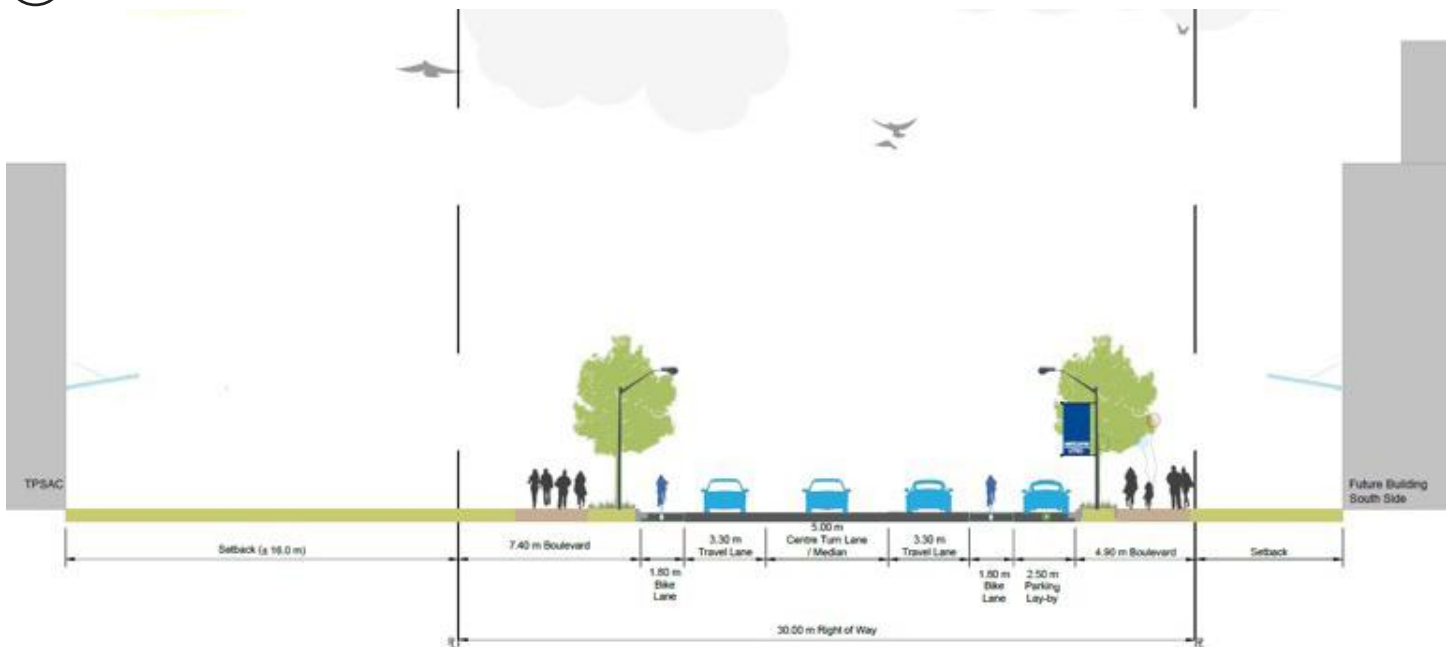 TPSAC
Future Building
South Side
Setback (± 16.0 m)
7.40 m Boulevard
1.80 m
Bike
Lane
3.30 m
Travel Lane
5.00 m
Centre Turn Lane
/ Median
3.30 m
Travel Lane
1.80 m
Bike
Lane
2.50 m
Parking
Lay-by
4.90 m Boulevard
Setback
30.00 m Right of Way